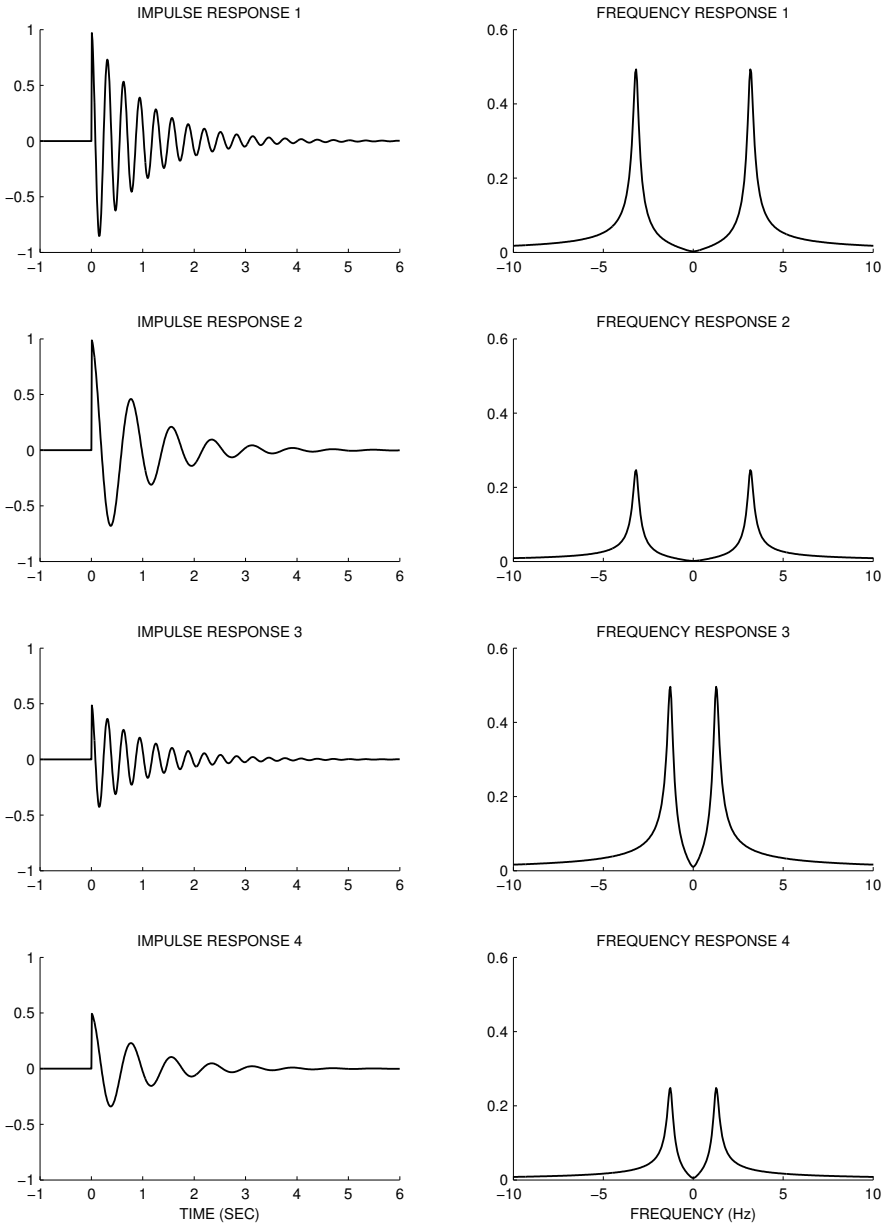 IMPULSE RESPONSE 1
1
0.5
0
−0.5
−1
−1 0 1 2 3 4 5 6
FREQUENCY RESPONSE 1
0.6
0.4
0.2
0
−10 −5 0 5 10
IMPULSE RESPONSE 2
1
0.5
0
−0.5
−1
−1 0 1 2 3 4 5 6
FREQUENCY RESPONSE 2
0.6
0.4
0.2
0
−10 −5 0 5 10
IMPULSE RESPONSE 3
1
0.5
0
−0.5
−1
−1 0 1 2 3 4 5 6
FREQUENCY RESPONSE 3
0.6
0.4
0.2
0
−10 −5 0 5 10
IMPULSE RESPONSE 4
1
0.5
0
−0.5
−1
−1 0 1 2 3 4 5 6
TIME (SEC)
FREQUENCY RESPONSE 4
0.6
0.4
0.2
0
−10 −5 0 5 10
FREQUENCY (Hz)